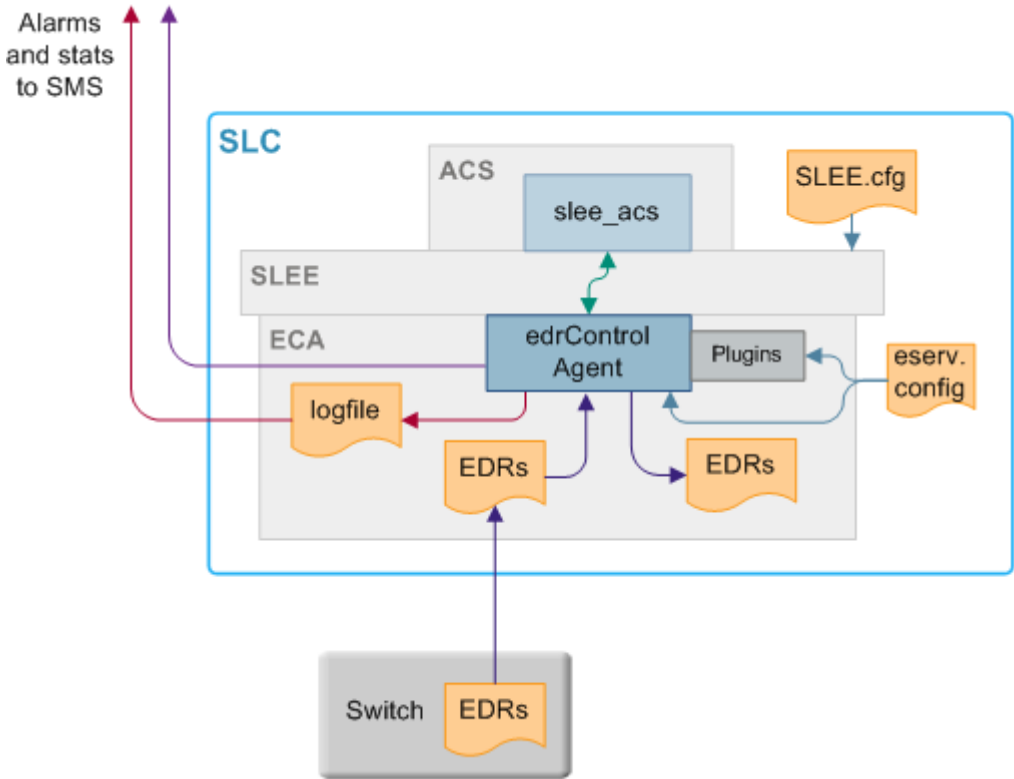 Alarms
and stats
to SMS
SLC
ACS
slee_acs
SLEE.cfg
SLEE
ECA
edrControl
Agent
Plugins
eserv.
config
logfile
EDRs
EDRs
Switch
EDRs